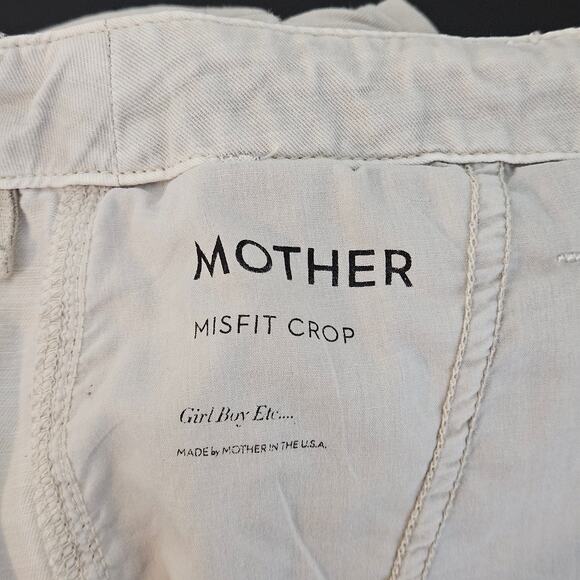 MOTHER
MISFIT CROP
Girl Boy Etc....
MADE by MOTHER IN THE U.S.A.